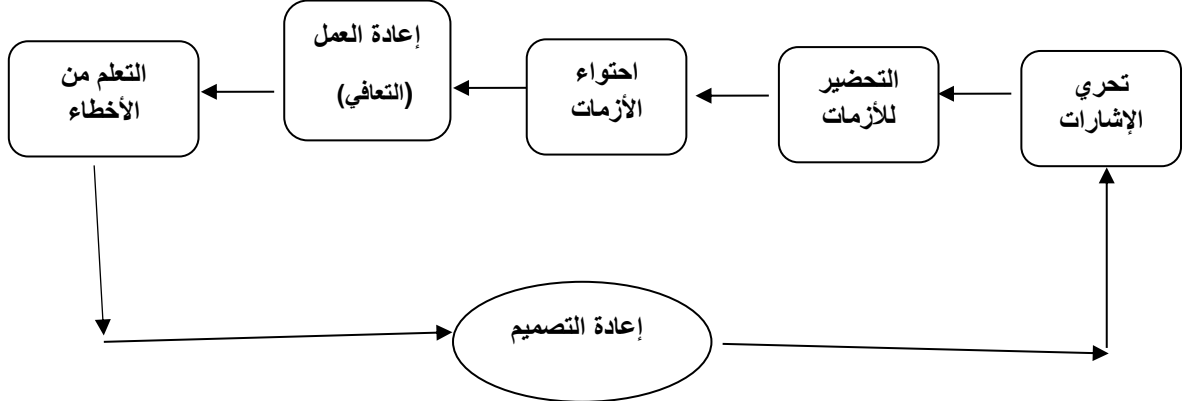 تحري
الإشارات
التحضير
للأزمات
احتواء
الأزمات
إعادة العمل
(التعافي)
التعلم من
الأخطاء
إعادة التصميم